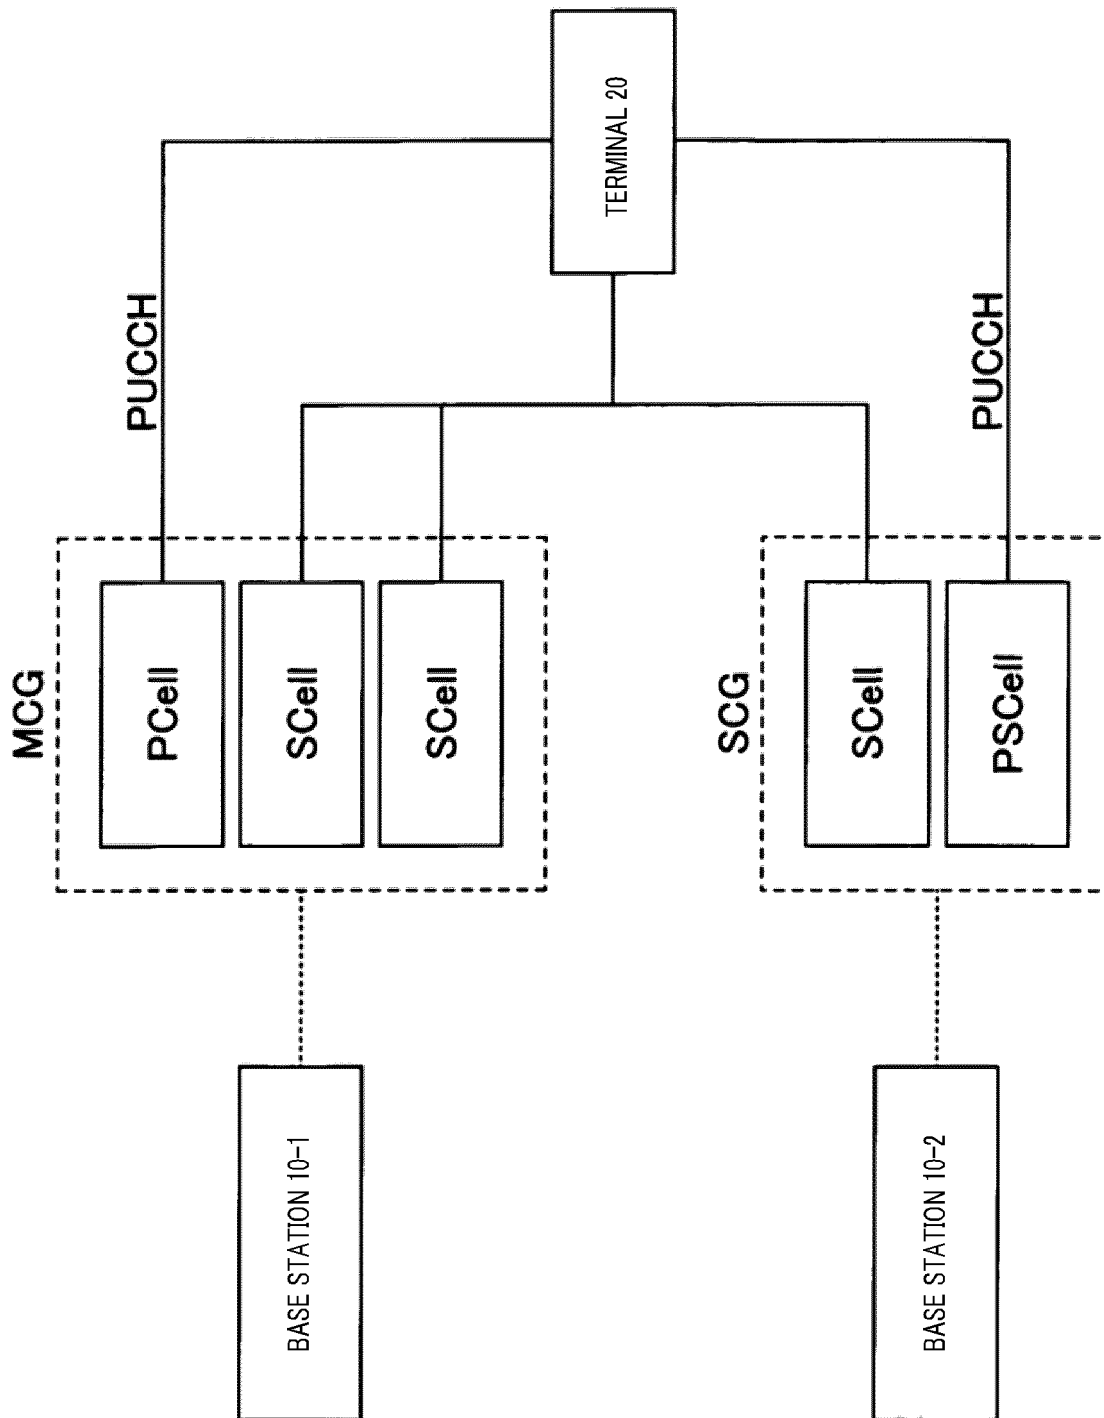 MCG
PCell
SCell
SCell
SCG
SCell
PSCell
PUCCH
PUCCH
TERMINAL 20
BASE STATION 10-1
BASE STATION 10-2